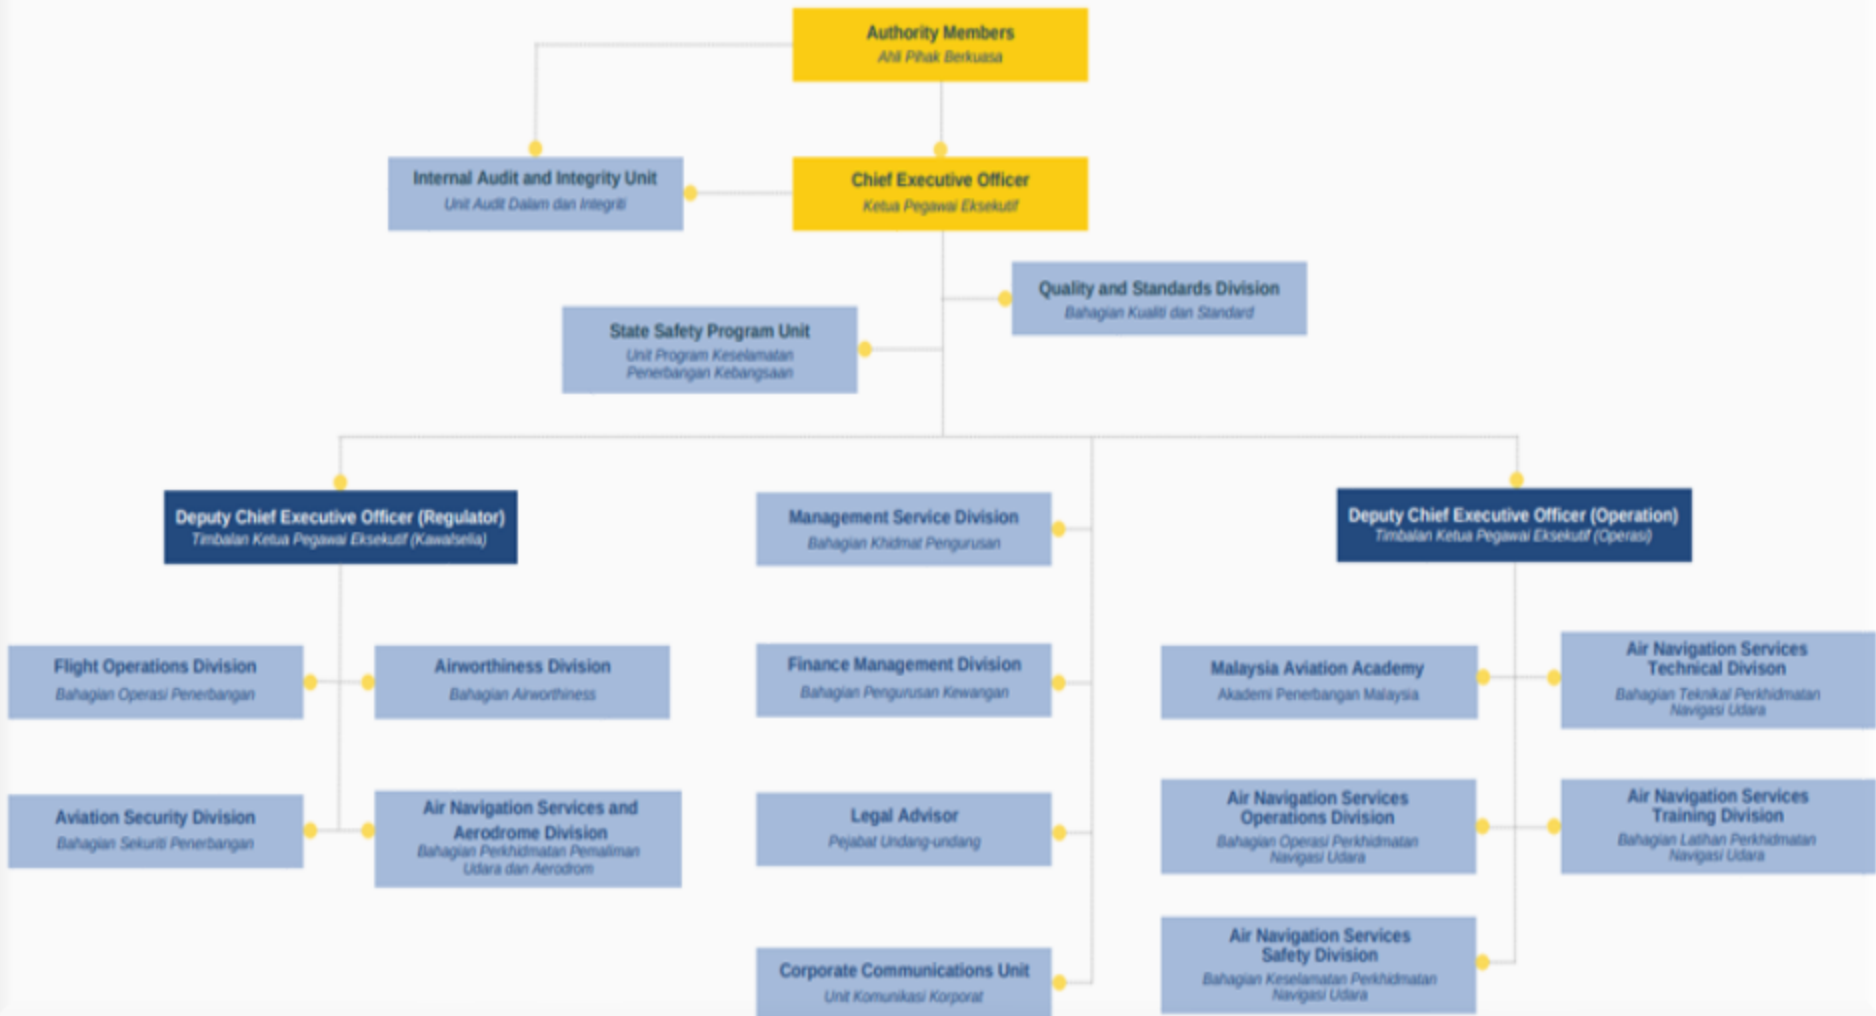 Authority Members
Ahli Pihak Berkuasa
Internal Audit and Integrity Unit
Unit Audit Dalam dan Integriti
Chief Executive Officer
Ketua Pegawai Eksekutif
Quality and Standards Division
Bahagian Kualiti dan Standard
State Safety Program Unit
Unit Program Keselamatan
Penerbangan Kebangsaan
Deputy Chief Executive Officer (Regulator)
Timbalan Ketua Pegawai Eksekutif (Kawalselia)
Management Service Division
Bahagian Khidmat Pengurusan
Deputy Chief Executive Officer (Operation)
Timbalan Ketua Pegawai Eksekutif (Operasi)
Flight Operations Division
Bahagian Operasi Penerbangan
Airworthiness Division
Bahagian Airworthiness
Finance Management Division
Bahagian Pengurusan Kewangan
Malaysia Aviation Academy
Akademi Penerbangan Malaysia
Air Navigation Services
Technical Divison
Bahagian Teknikal Perkhidmatan
Navigasi Udara
Aviation Security Division
Bahagian Sekuriti Penerbangan
Air Navigation Services and
Aerodrome Division
Bahagian Perkhidmatan Pemaliman
Udara dan Aerodrom
Legal Advisor
Pejabat Undang-undang
Air Navigation Services
Operations Division
Bahagian Operasi Perkhidmatan
Navigasi Udara
Air Navigation Services
Training Division
Bahagian Latihan Perkhidmatan
Navigasi Udara
Corporate Communications Unit
Unit Komunikasi Korporat
Air Navigation Services
Safety Division
Bahagian Keselamatan Perkhidmatan
Navigasi Udara